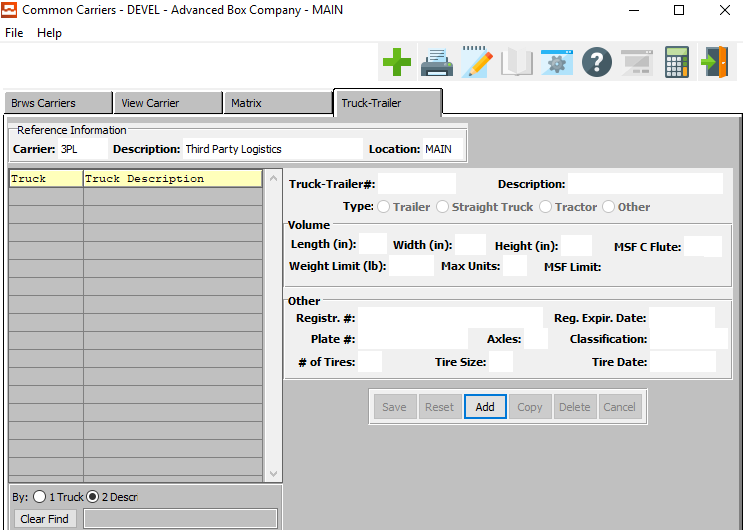 Common Carriers - DEVEL - Advanced Box Company - MAIN
File Help
Brws Carriers View Carrier Matrix Truck-Trailer
Reference Information
Carrier: 3PL Description: Third Party Logistics Location: MAIN
Truck Truck Description
Truck-Trailer#: Description:
Type: Trailer Straight Truck Tractor Other
Volume
Length (in): Width (in): Height (in): MSF C Flute:
Weight Limit (lb): Max Units: MSF Limit:
Other
Registr. #: Reg. Expir. Date:
Plate #: Axles: Classification:
# of Tires: Tire Size: Tire Date:
Save Reset Add Copy Delete Cancel
By: 1 Truck 2 Descr
Clear Find